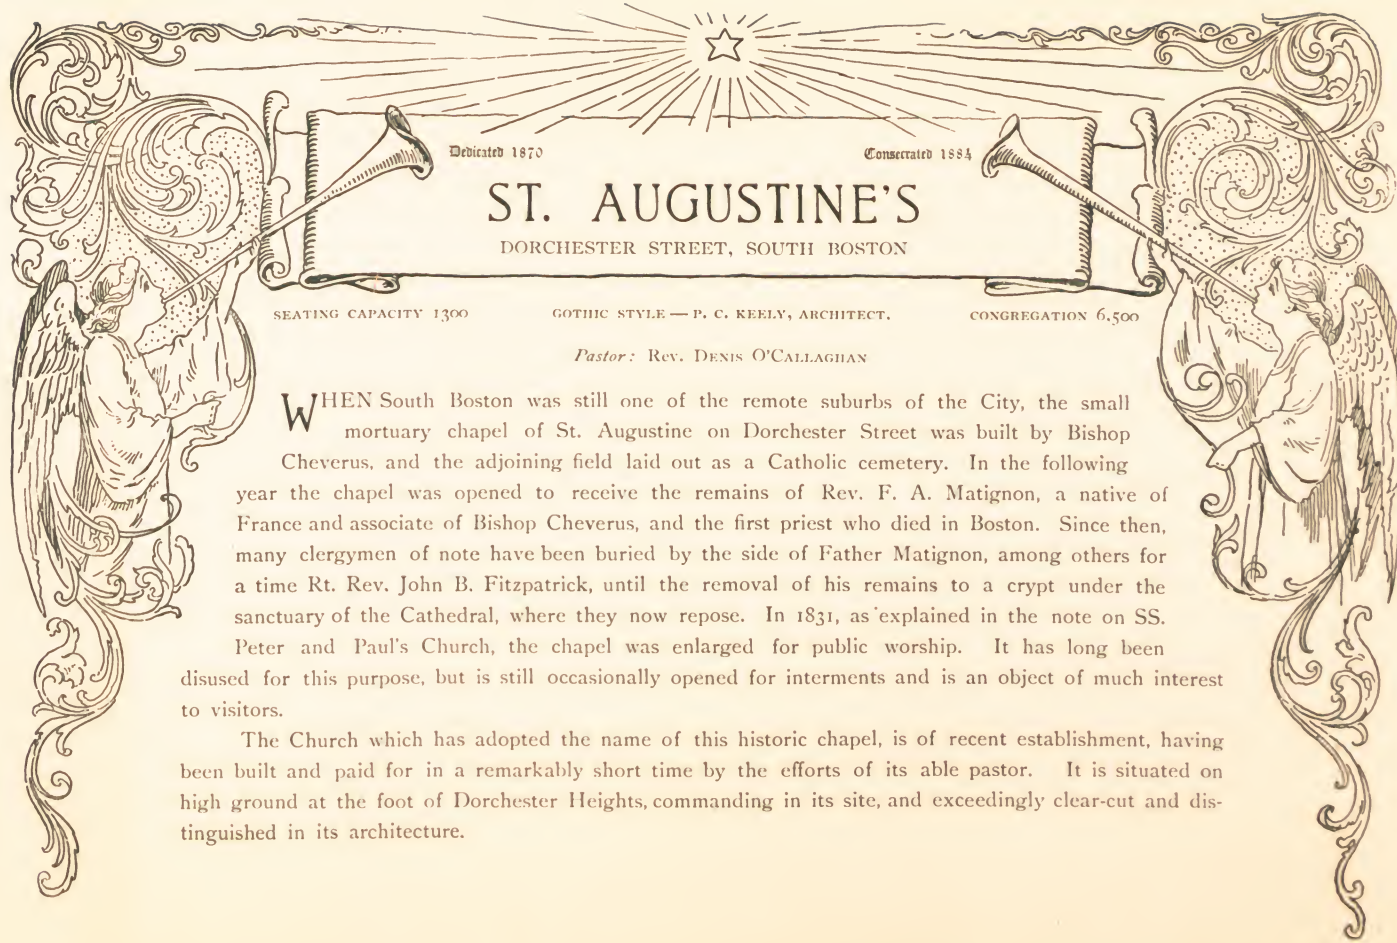 Dedicated 1870
Consecrated 1884
ST. AUGUSTINE'S
DORCHESTER STREET, SOUTH BOSTON
SEATING CAPACITY 1300
GOTHIC STYLE — P. C. KEELY, ARCHITECT.
CONGREGATION 6,500
Pastor: Rev. Denis O'Callaghan
WHEN South Boston was still one of the remote suburbs of the City, the small
mortuary chapel of St. Augustine on Dorchester Street was built by Bishop
Cheverus, and the adjoining field laid out as a Catholic cemetery. In the following
year the chapel was opened to receive the remains of Rev. F. A. Matignon, a native of
France and associate of Bishop Cheverus, and the first priest who died in Boston. Since then,
many clergymen of note have been buried by the side of Father Matignon, among others for
a time Rt. Rev. John B. Fitzpatrick, until the removal of his remains to a crypt under the
sanctuary of the Cathedral, where they now repose. In 1831, as explained in the note on SS.
Peter and Paul's Church, the chapel was enlarged for public worship. It has long been
disused for this purpose, but is still occasionally opened for interments and is an object of much interest
to visitors.
The Church which has adopted the name of this historic chapel, is of recent establishment, having
been built and paid for in a remarkably short time by the efforts of its able pastor. It is situated on
high ground at the foot of Dorchester Heights, commanding in its site, and exceedingly clear-cut and dis-
tinguished in its architecture.